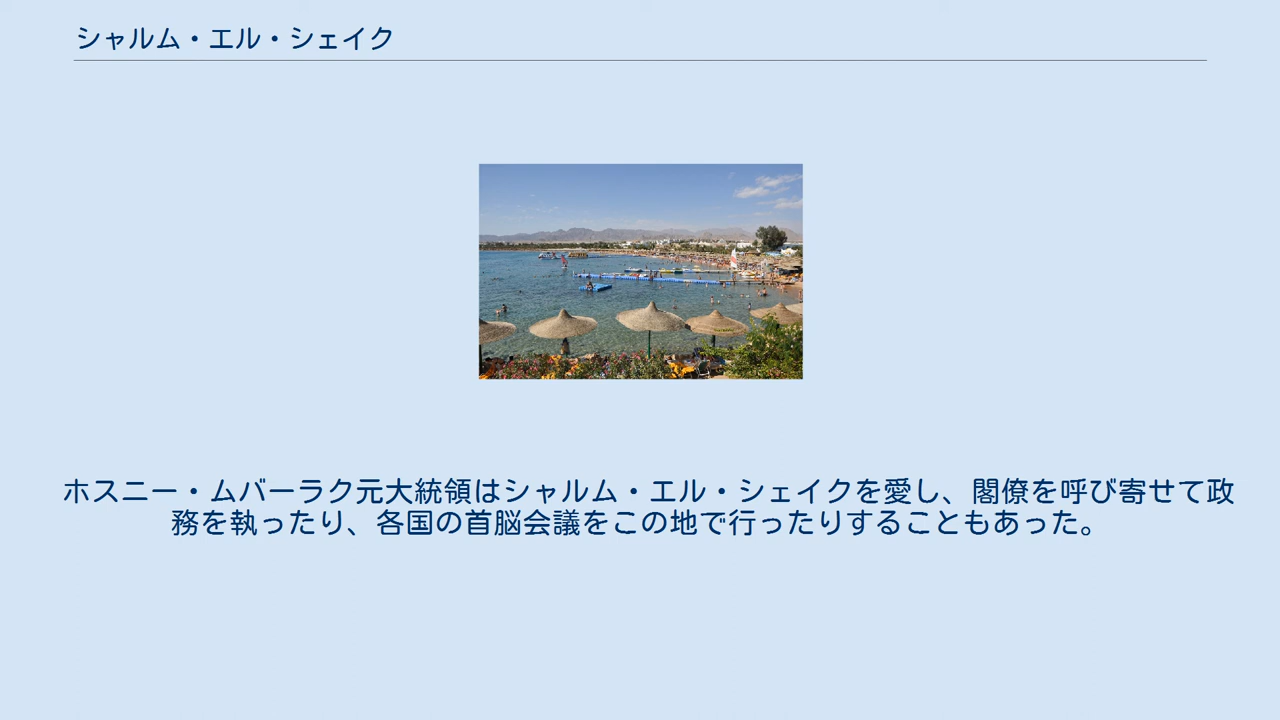 シャルム・エル・シェイク
ホスニー・ムバーラク元大統領はシャルム・エル・シェイクを愛し、閣僚を呼び寄せて政
務を執ったり、各国の首脳会議をこの地で行ったりすることもあった。